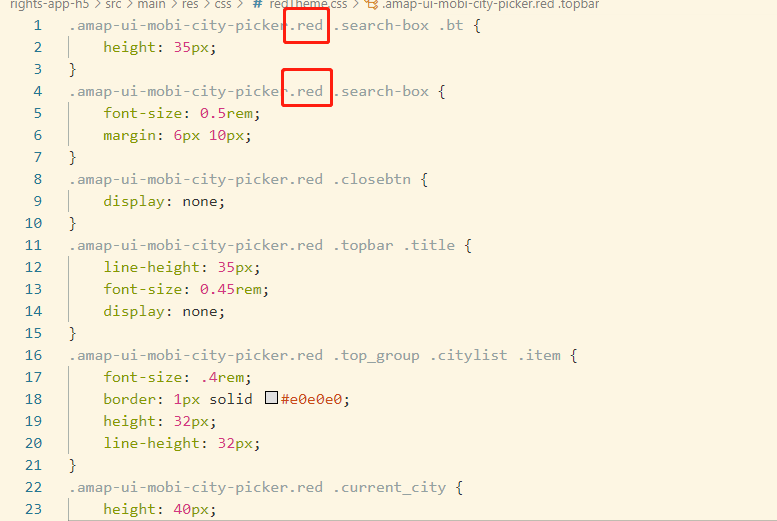 rights-app-h5 > src > main > res > css > # redTheme.css > .amap-ui-mobi-city-picker.red .topbar
1 .amap-ui-mobi-city-picker.red .search-box .bt {
2 height: 35px;
3 }
4 .amap-ui-mobi-city-picker.red .search-box {
5 font-size: 0.5rem;
6 margin: 6px 10px;
7 }
8 .amap-ui-mobi-city-picker.red .closebtn {
9 display: none;
10 }
11 .amap-ui-mobi-city-picker.red .topbar .title {
12 line-height: 35px;
13 font-size: 0.45rem;
14 display: none;
15 }
16 .amap-ui-mobi-city-picker.red .top_group .citylist .item {
17 font-size: .4rem;
18 border: 1px solid #e0e0e0;
19 height: 32px;
20 line-height: 32px;
21 }
22 .amap-ui-mobi-city-picker.red .current_city {
23 height: 40px;